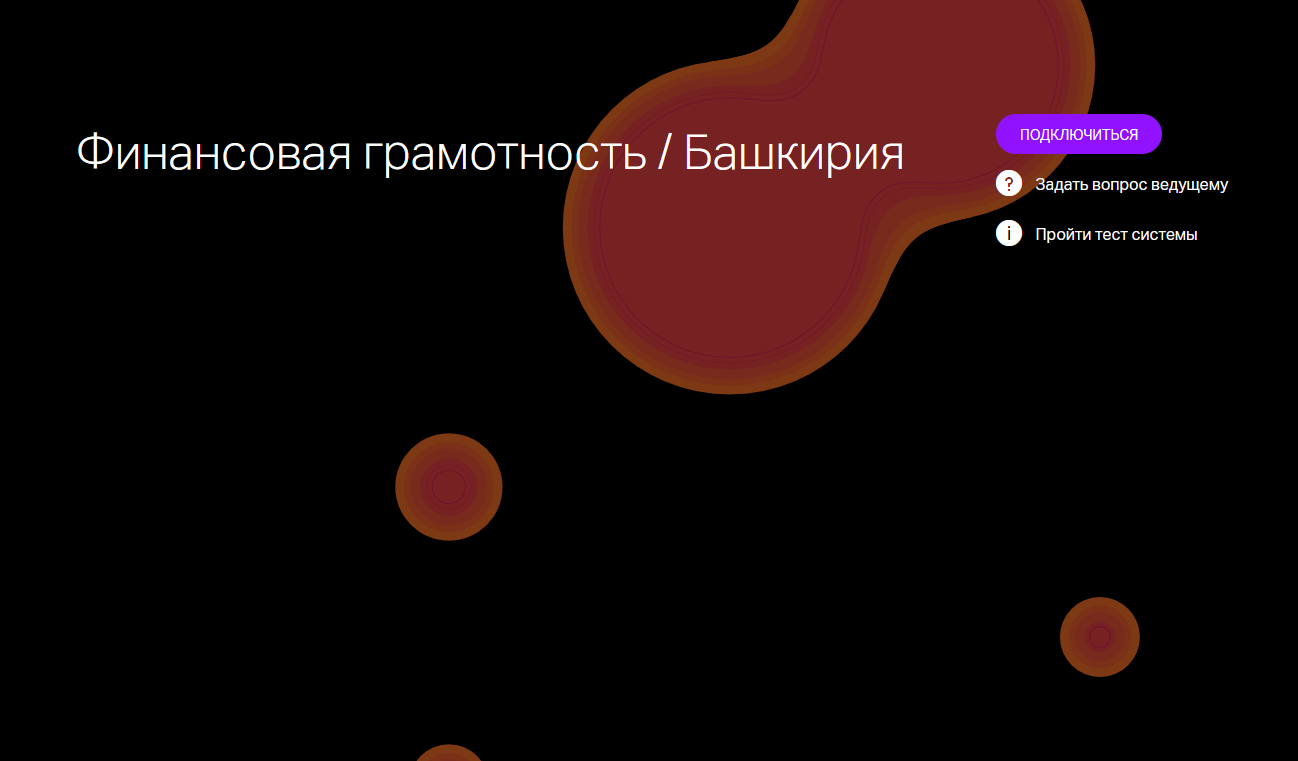 Финансовая грамотность / Башкирия
ПОДКЛЮЧИТЬСЯ
? Задать вопрос ведущему
i Пройти тест системы